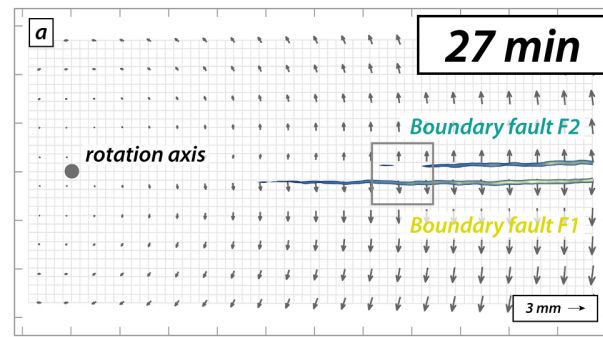 a
27 min
Boundary fault F2
rotation axis
Boundary fault F1
3 mm